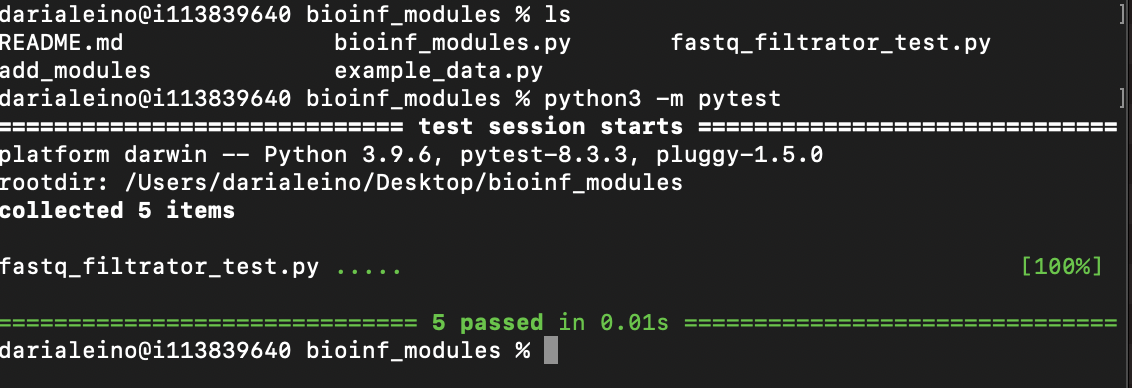 darialeino@i113839640 bioinf_modules % ls ]
README.md bioinf_modules.py fastq_filtrator_test.py
add_modules example_data.py
darialeino@i113839640 bioinf_modules % python3 -m pytest ]
============================= test session starts ==============================
platform darwin -- Python 3.9.6, pytest-8.3.3, pluggy-1.5.0
rootdir: /Users/darialeino/Desktop/bioinf_modules
collected 5 items
fastq_filtrator_test.py ..... [100%]
============================== 5 passed in 0.01s ===============================
darialeino@i113839640 bioinf_modules %